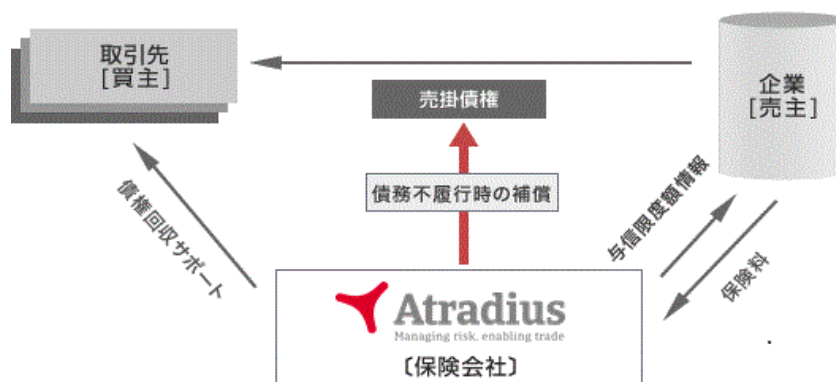 取引先
[買主]
企業
[売主]
売掛債権
債務不履行時の補償
債権回収サポート
与信限度額情報
保険料
Atradius
Managing risk, enabling trade
〔保険会社〕